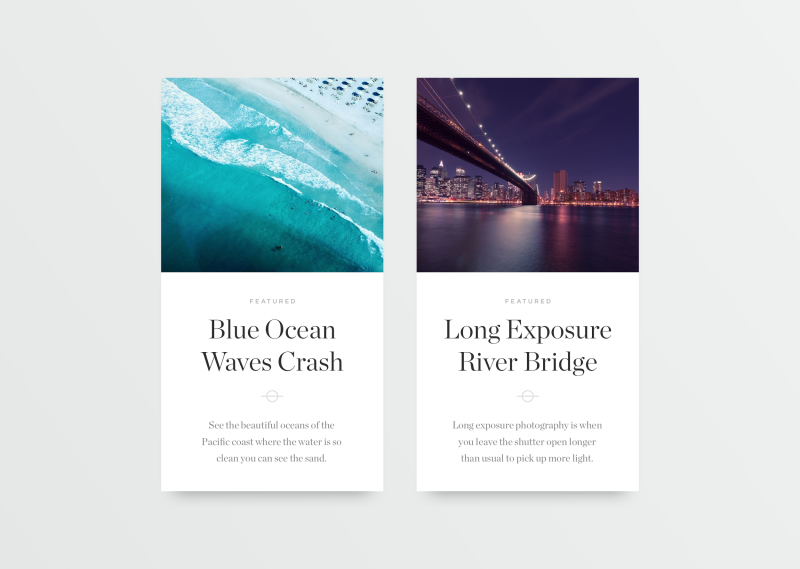 FEATURED
Blue Ocean
Waves Crash
See the beautiful oceans of the
Pacific coast where the water is so
clean you can see the sand.
FEATURED
Long Exposure
River Bridge
Long exposure photography is when
you leave the shutter open longer
than usual to pick up more light.